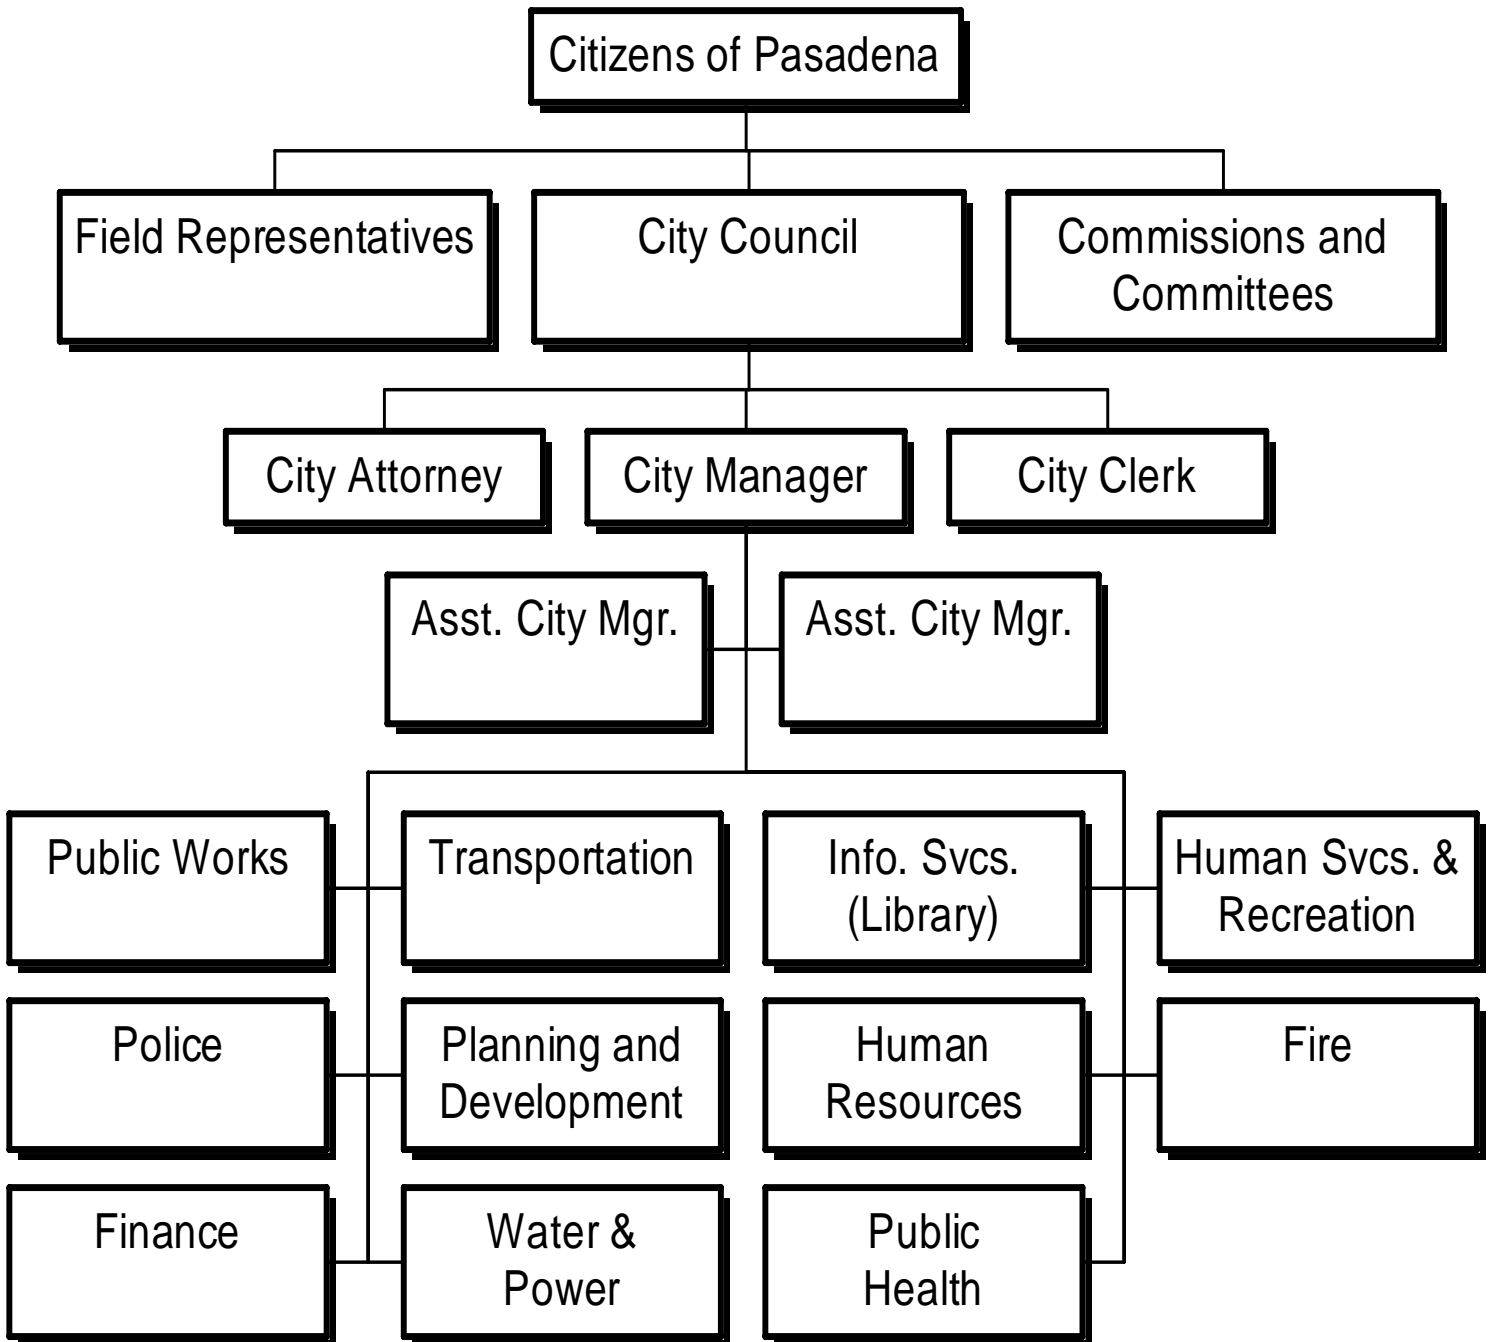 Citizens of Pasadena
Field Representatives
City Council
Commissions and
Committees
City Attorney
City Manager
City Clerk
Asst. City Mgr.
Asst. City Mgr.
Public Works
Transportation
Info. Svcs.
(Library)
Human Svcs. &
Recreation
Police
Planning and
Development
Human
Resources
Fire
Finance
Water &
Power
Public
Health